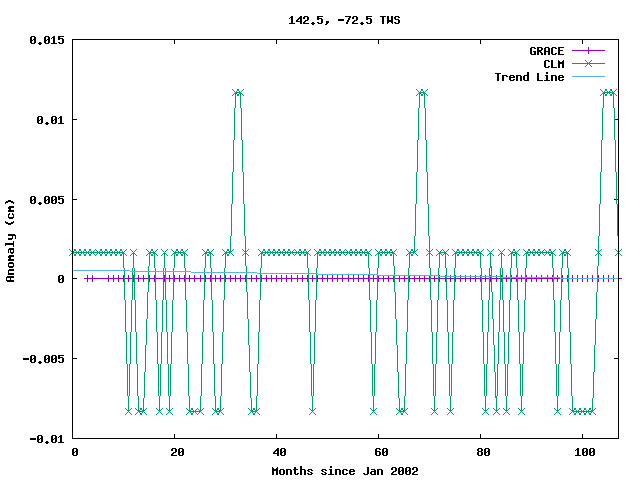 142.5, -72.5 TWS
0.015
0.01
0.005
0
-0.005
-0.01
Anomaly (cm)
GRACE
CLM
Trend Line
0 20 40 60 80 100
Months since Jan 2002